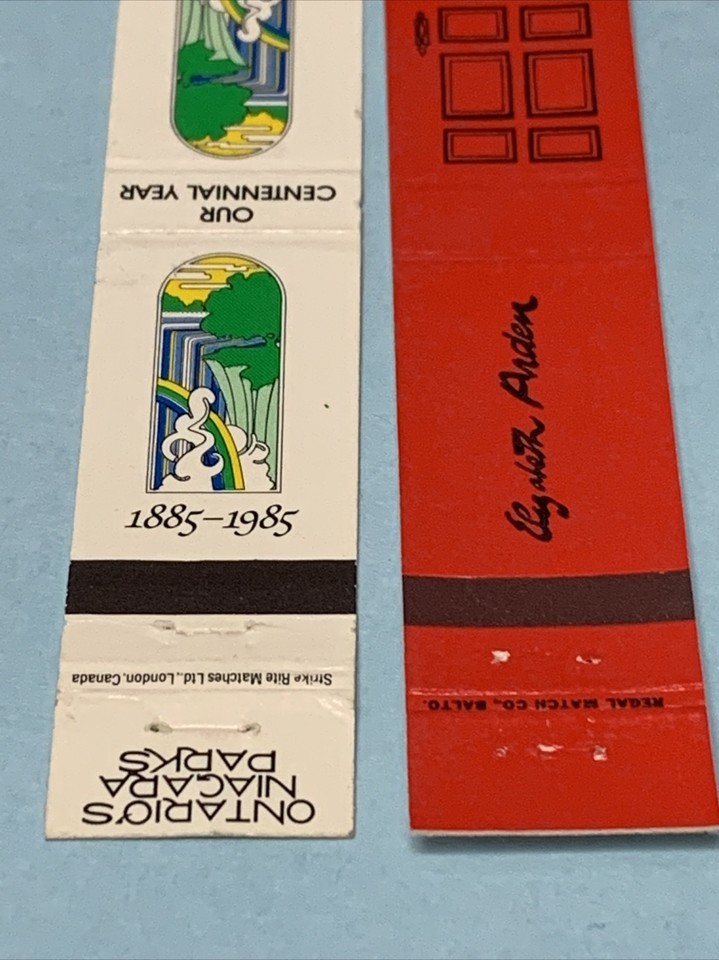 OUR
CENTENNIAL YEAR
1885–1985
Strike Rite Matches Ltd., London, Canada
ONTARIO'S
NIAGARA
PARKS
Elizabeth Arden
REGAL MATCH CO., BALTO.